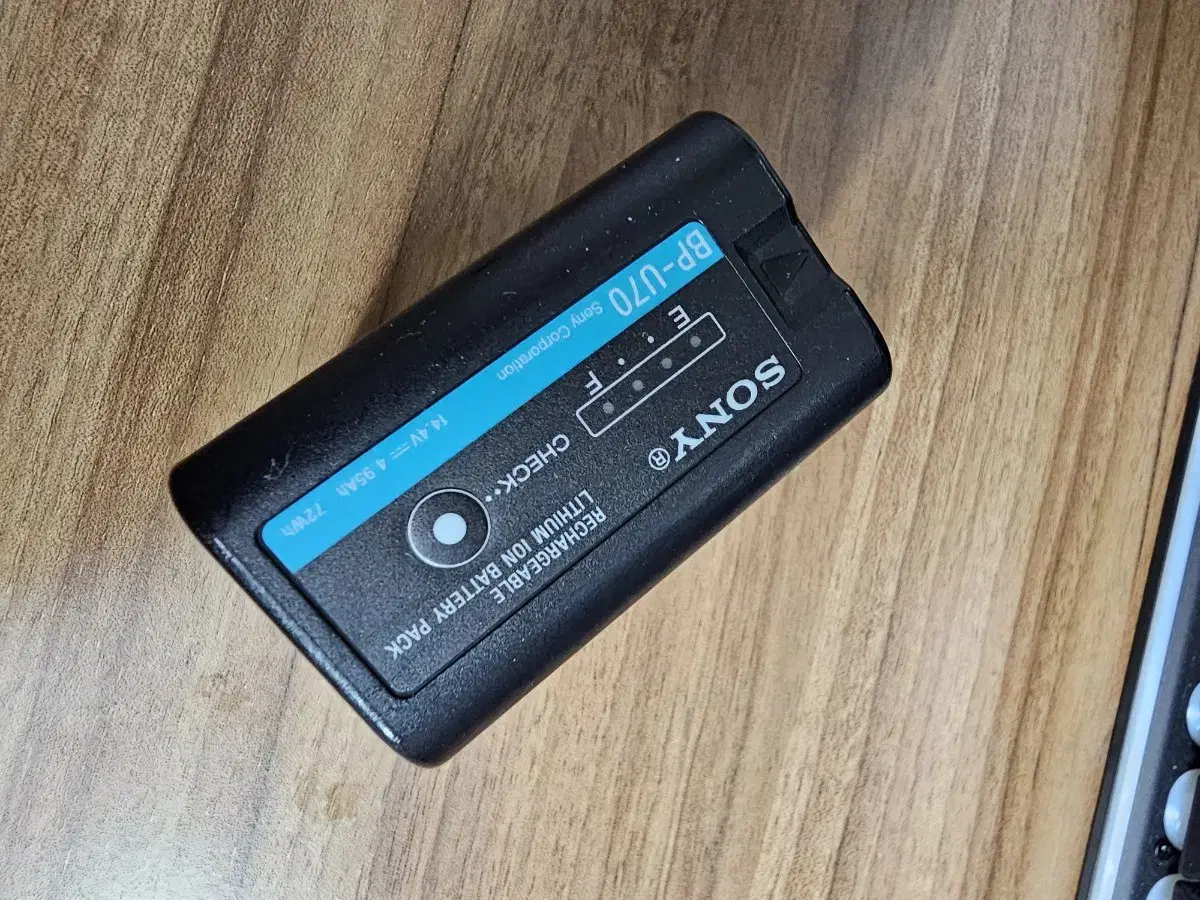 SONY®
E F
CHECK
RECHARGEABLE
LITHIUM ION BATTERY PACK
BP-U70
Sony Corporation
14.4V ⎓ 4.95Ah
72Wh